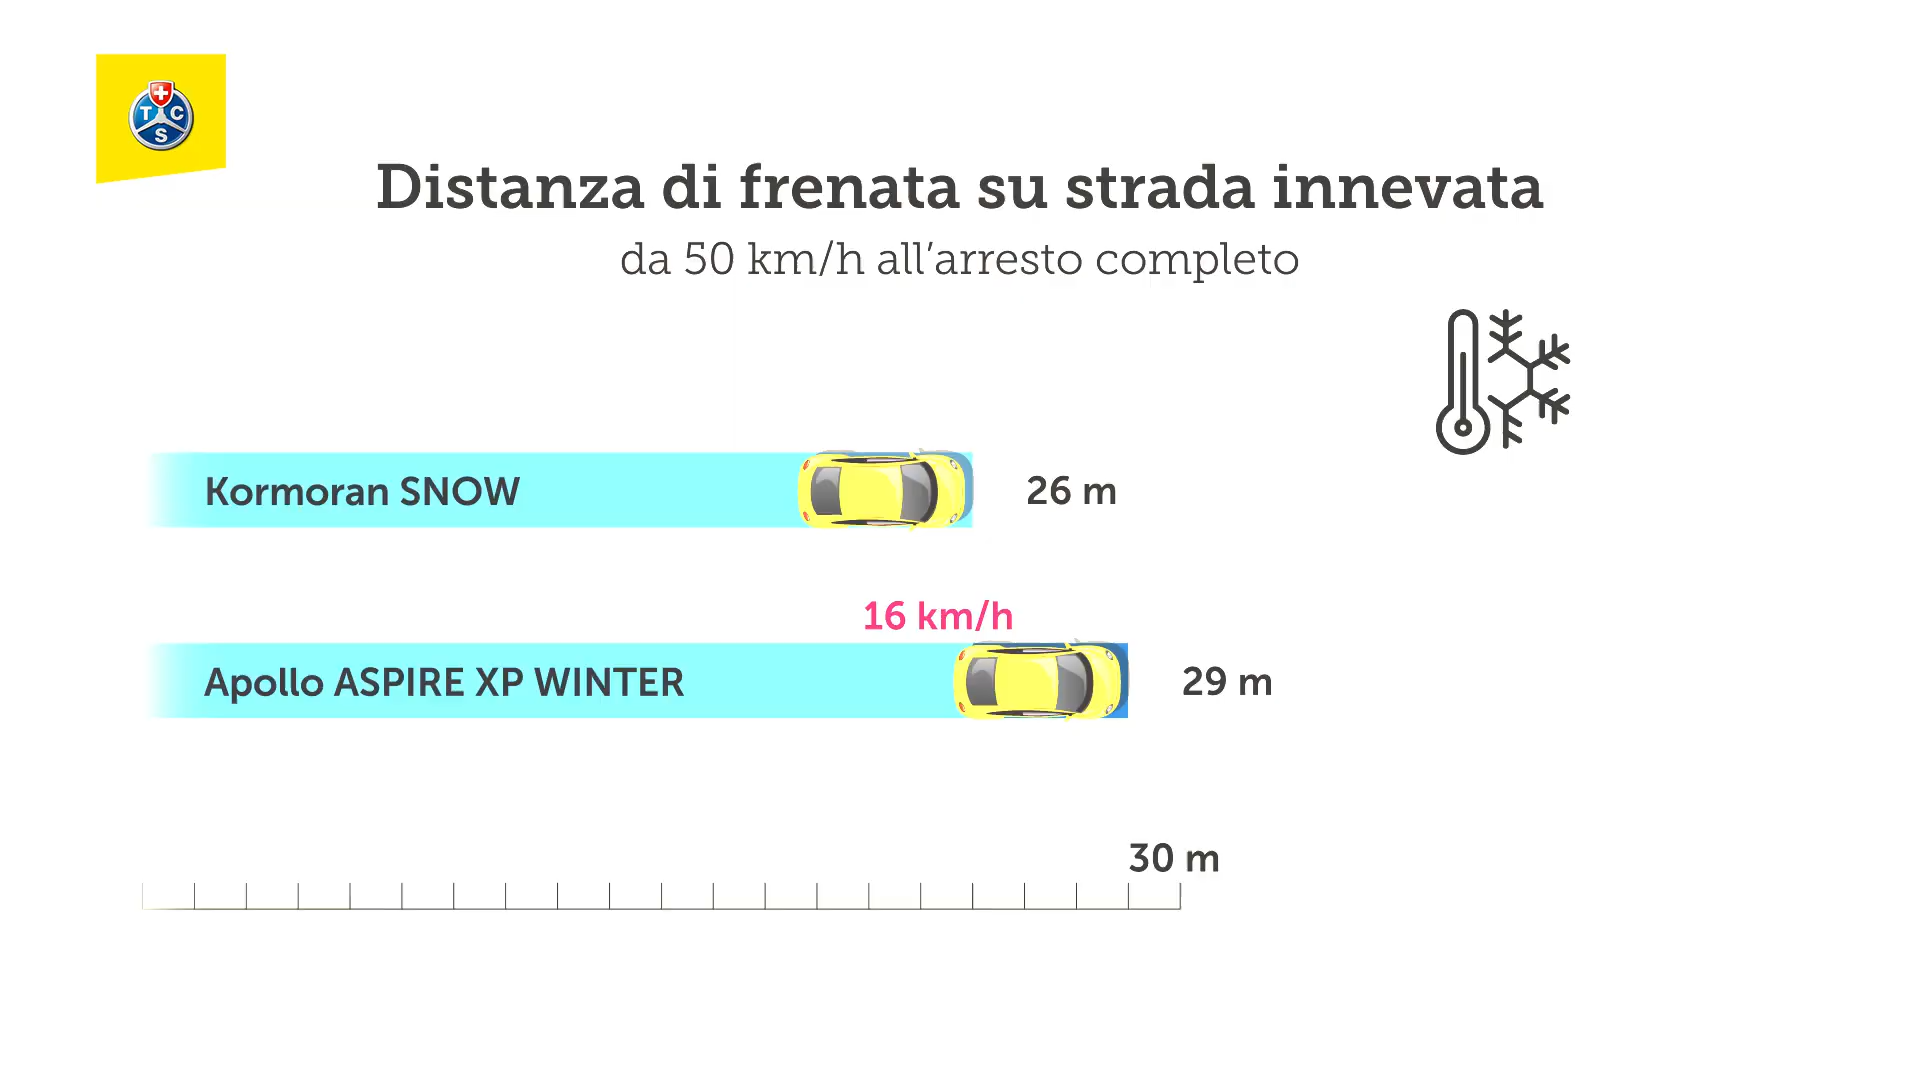 TCS
Distanza di frenata su strada innevata
da 50 km/h all’arresto completo
Kormoran SNOW
26 m
16 km/h
Apollo ASPIRE XP WINTER
29 m
30 m